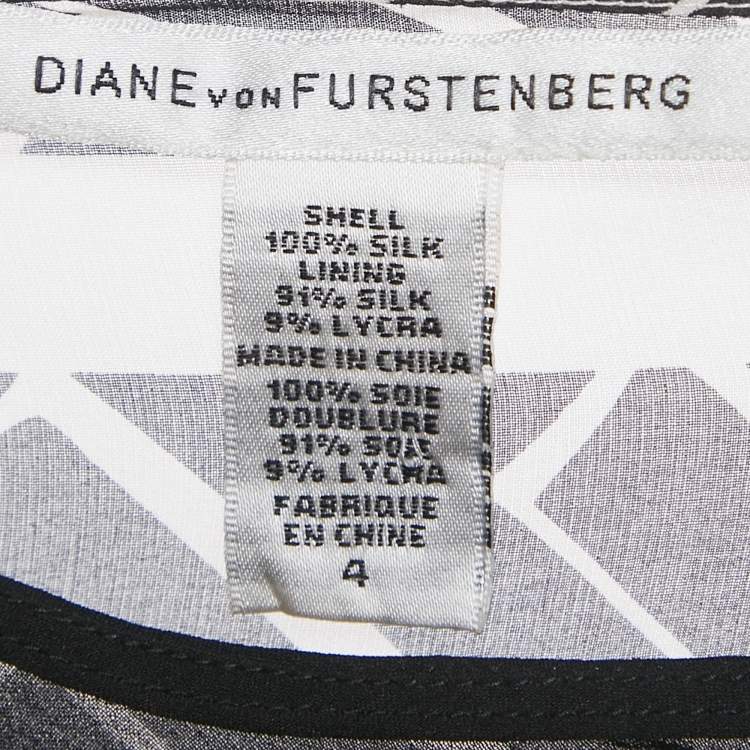 DIANE VON FURSTENBERG
SHELL
100% SILK
LINING
91% SILK
9% LYCRA
MADE IN CHINA
100% SOIE
DOUBLURE
91% SOIE
9% LYCRA
FABRIQUE
EN CHINE
4